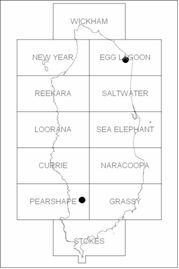 WICKHAM
NEW YEAR EGG LAGOON
REEKARA SALTWATER
LOORANA SEA ELEPHANT
CURRIE NARACOOPA
PEARSHAPE GRASSY
STOKES